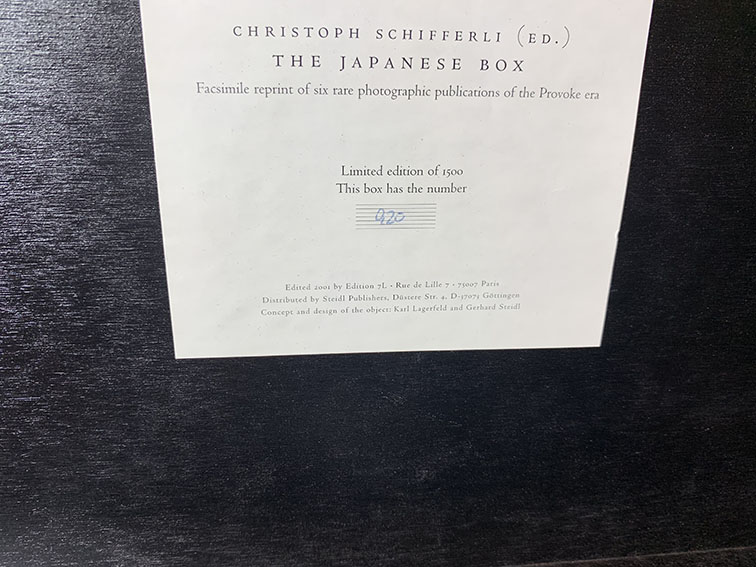 CHRISTOPH SCHIFFERLI (ED.)
THE JAPANESE BOX
Facsimile reprint of six rare photographic publications of the Provoke era
Limited edition of 1500
This box has the number
920
Edited 2001 by Edition 7L · Rue de Lille 7 · 75007 Paris
Distributed by Steidl Publishers, Düstere Str. 4, D-37073 Göttingen
Concept and design of the object: Karl Lagerfeld and Gerhard Steidl